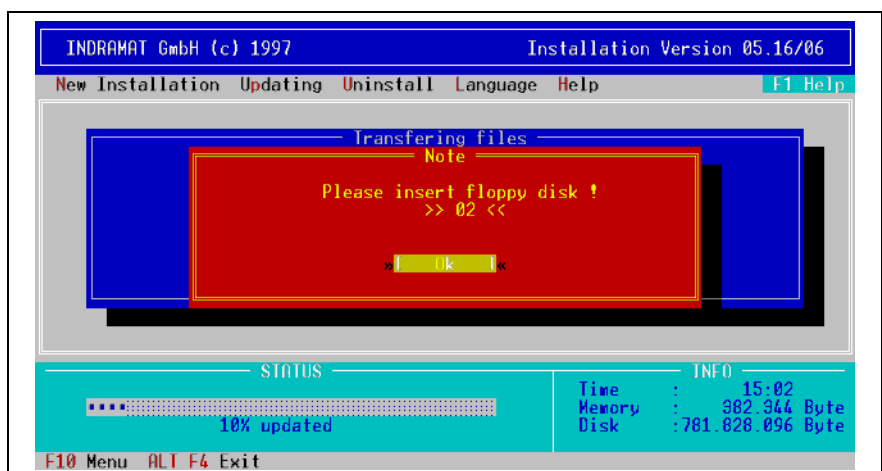 INDRAMAT GmbH (c) 1997 Installation Version 05.16/06
New Installation Updating Uninstall Language Help F1 Help
Transfering files
Note
Please insert floppy disk !
>> 02 <<
»[ Ok ]«
STATUS
INFO
Time : 15:02
Memory : 382.344 Byte
Disk :781.828.096 Byte
10% updated
F10 Menu ALT F4 Exit